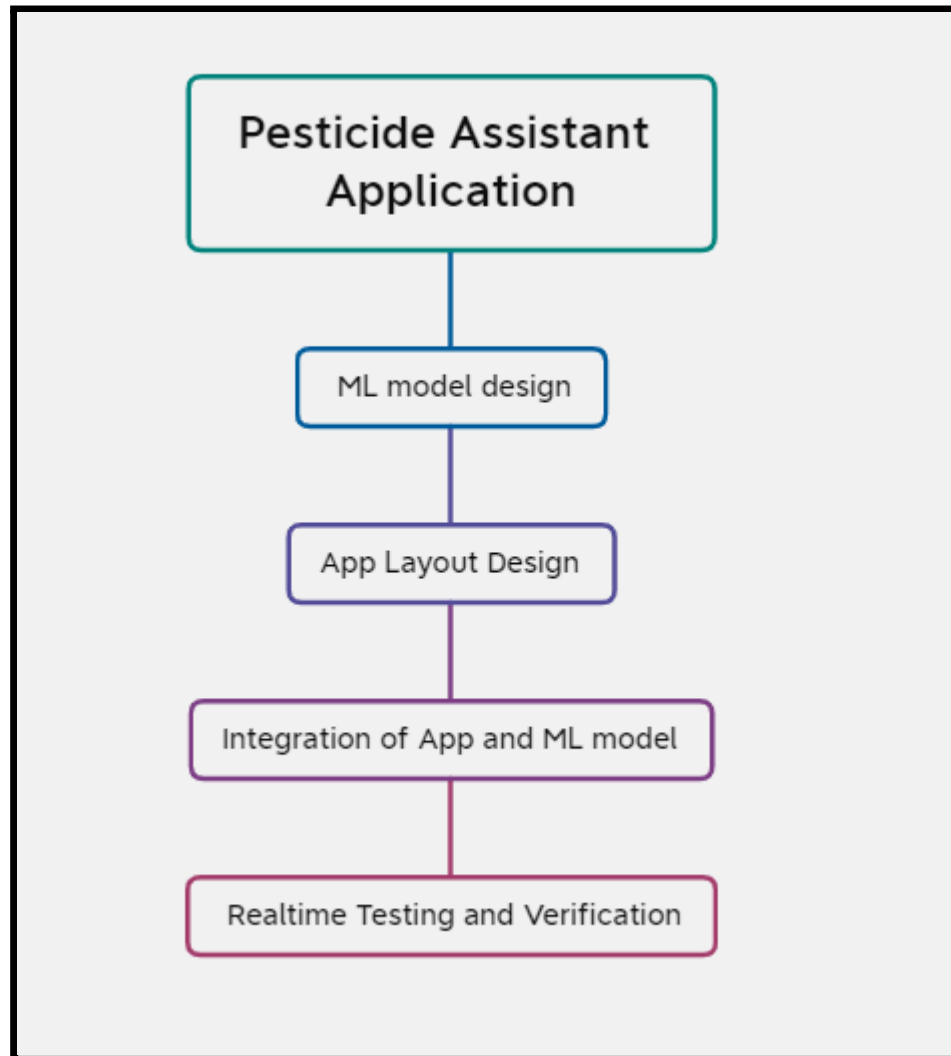 Pesticide Assistant
Application
ML model design
App Layout Design
Integration of App and ML model
Realtime Testing and Verification